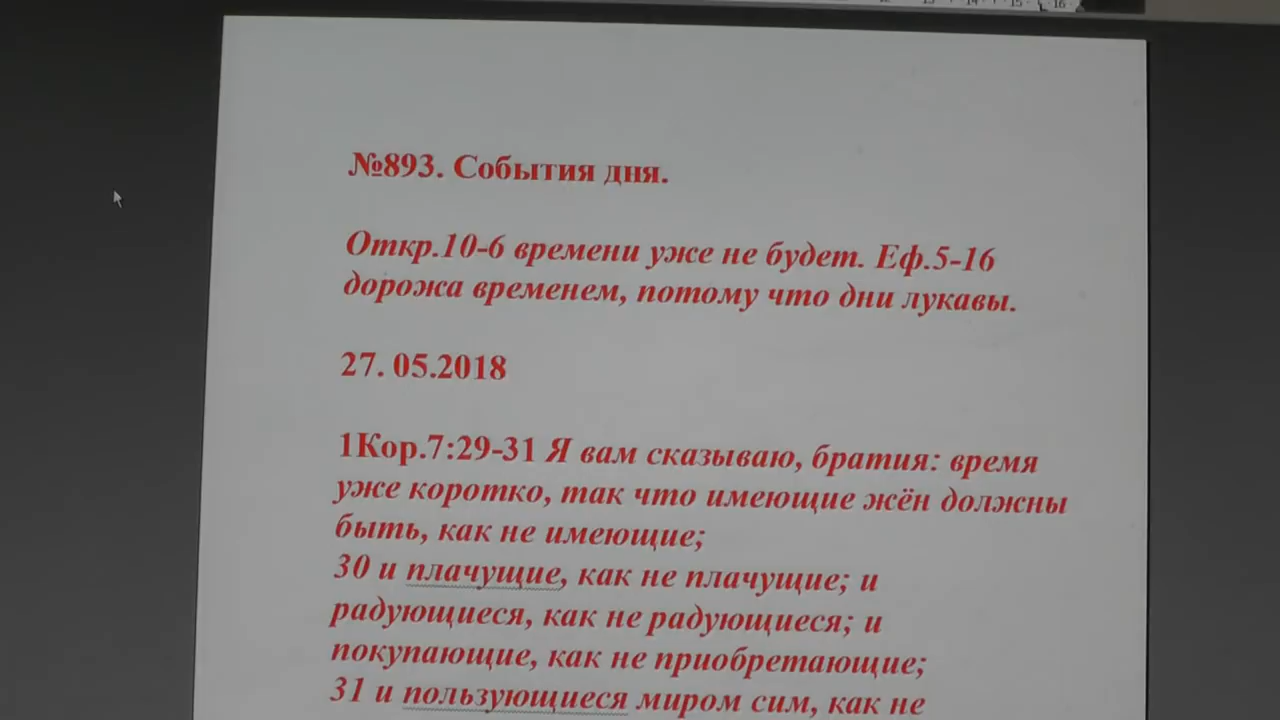 №893. События дня.
Откр.10-6 времени уже не будет. Еф.5-16
дорожа временем, потому что дни лукавы.
27. 05.2018
1Кор.7:29-31 Я вам сказываю, братия: время
уже коротко, так что имеющие жён должны
быть, как не имеющие;
30 и плачущие, как не плачущие; и
радующиеся, как не радующиеся; и
покупающие, как не приобретающие;
31 и пользующиеся миром сим, как не